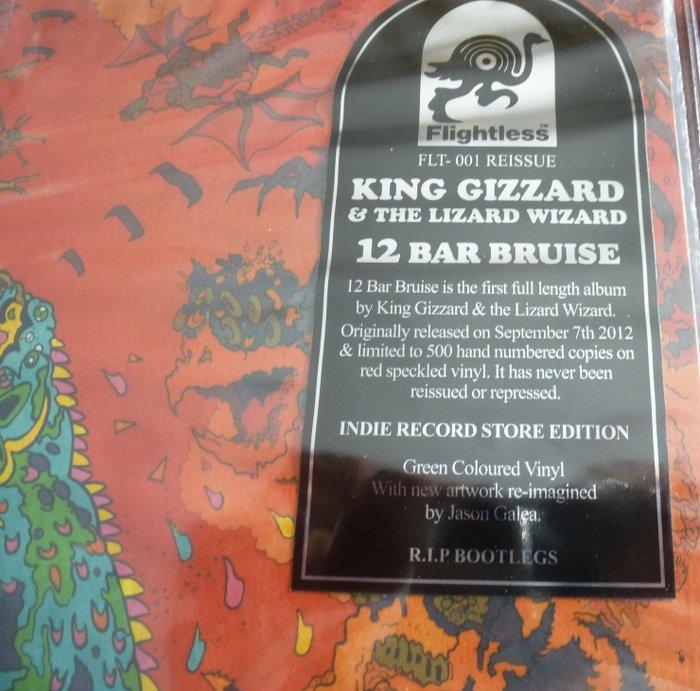 Flightless™
FLT- 001 REISSUE
KING GIZZARD
& THE LIZARD WIZARD
12 BAR BRUISE
12 Bar Bruise is the first full length album
by King Gizzard & the Lizard Wizard.
Originally released on September 7th 2012
& limited to 500 hand numbered copies on
red speckled vinyl. It has never been
reissued or repressed.
INDIE RECORD STORE EDITION
Green Coloured Vinyl
With new artwork re-imagined
by Jason Galea.
R.I.P. BOOTLEGS